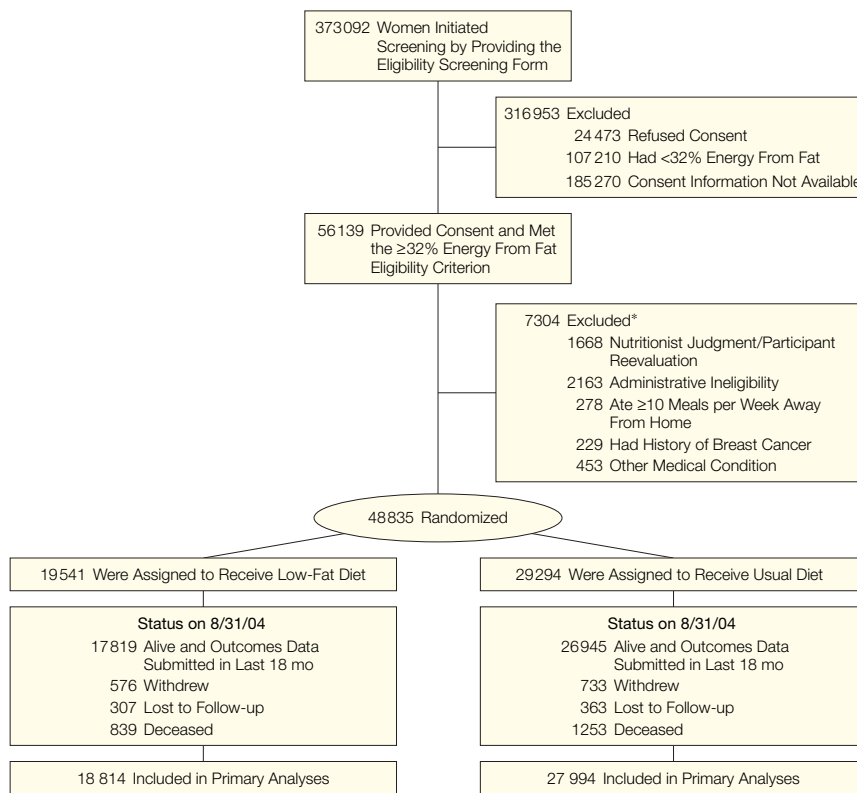 373092 Women Initiated
Screening by Providing the
Eligibility Screening Form
316953 Excluded
24473 Refused Consent
107210 Had <32% Energy From Fat
185270 Consent Information Not Available
56139 Provided Consent and Met
the ≥32% Energy From Fat
Eligibility Criterion
7304 Excluded*
1668 Nutritionist Judgment/Participant
Reevaluation
2163 Administrative Ineligibility
278 Ate ≥10 Meals per Week Away
From Home
229 Had History of Breast Cancer
453 Other Medical Condition
48835 Randomized
19541 Were Assigned to Receive Low-Fat Diet
Status on 8/31/04
17819 Alive and Outcomes Data
Submitted in Last 18 mo
576 Withdrew
307 Lost to Follow-up
839 Deceased
18 814 Included in Primary Analyses
29294 Were Assigned to Receive Usual Diet
Status on 8/31/04
26945 Alive and Outcomes Data
Submitted in Last 18 mo
733 Withdrew
363 Lost to Follow-up
1253 Deceased
27 994 Included in Primary Analyses